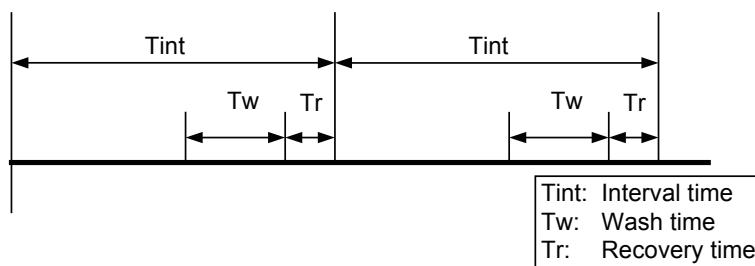 Tint Tint
Tw Tr Tw Tr
Tint: Interval time
Tw: Wash time
Tr: Recovery time